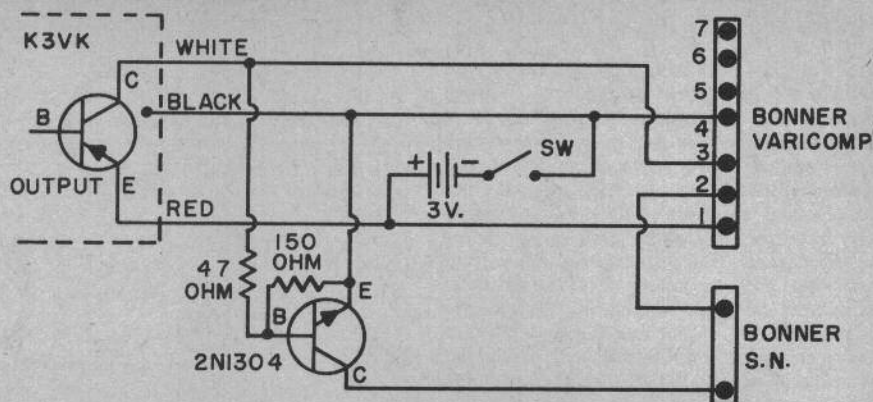 K3VK
WHITE
C
B
BLACK
OUTPUT
E
RED
+
-
SW
3V.
47
OHM
150
OHM
E
B
2N1304
C
7
6
5
4
3
2
1
BONNER
VARICOMP
BONNER
S.N.